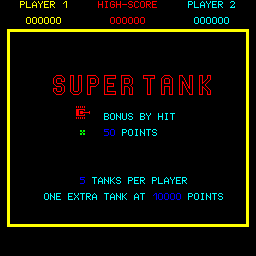 PLAYER 1 HIGH-SCORE PLAYER 2
000000 000000 000000
SUPER TANK
BONUS BY HIT
50 POINTS
5 TANKS PER PLAYER
ONE EXTRA TANK AT 10000 POINTS